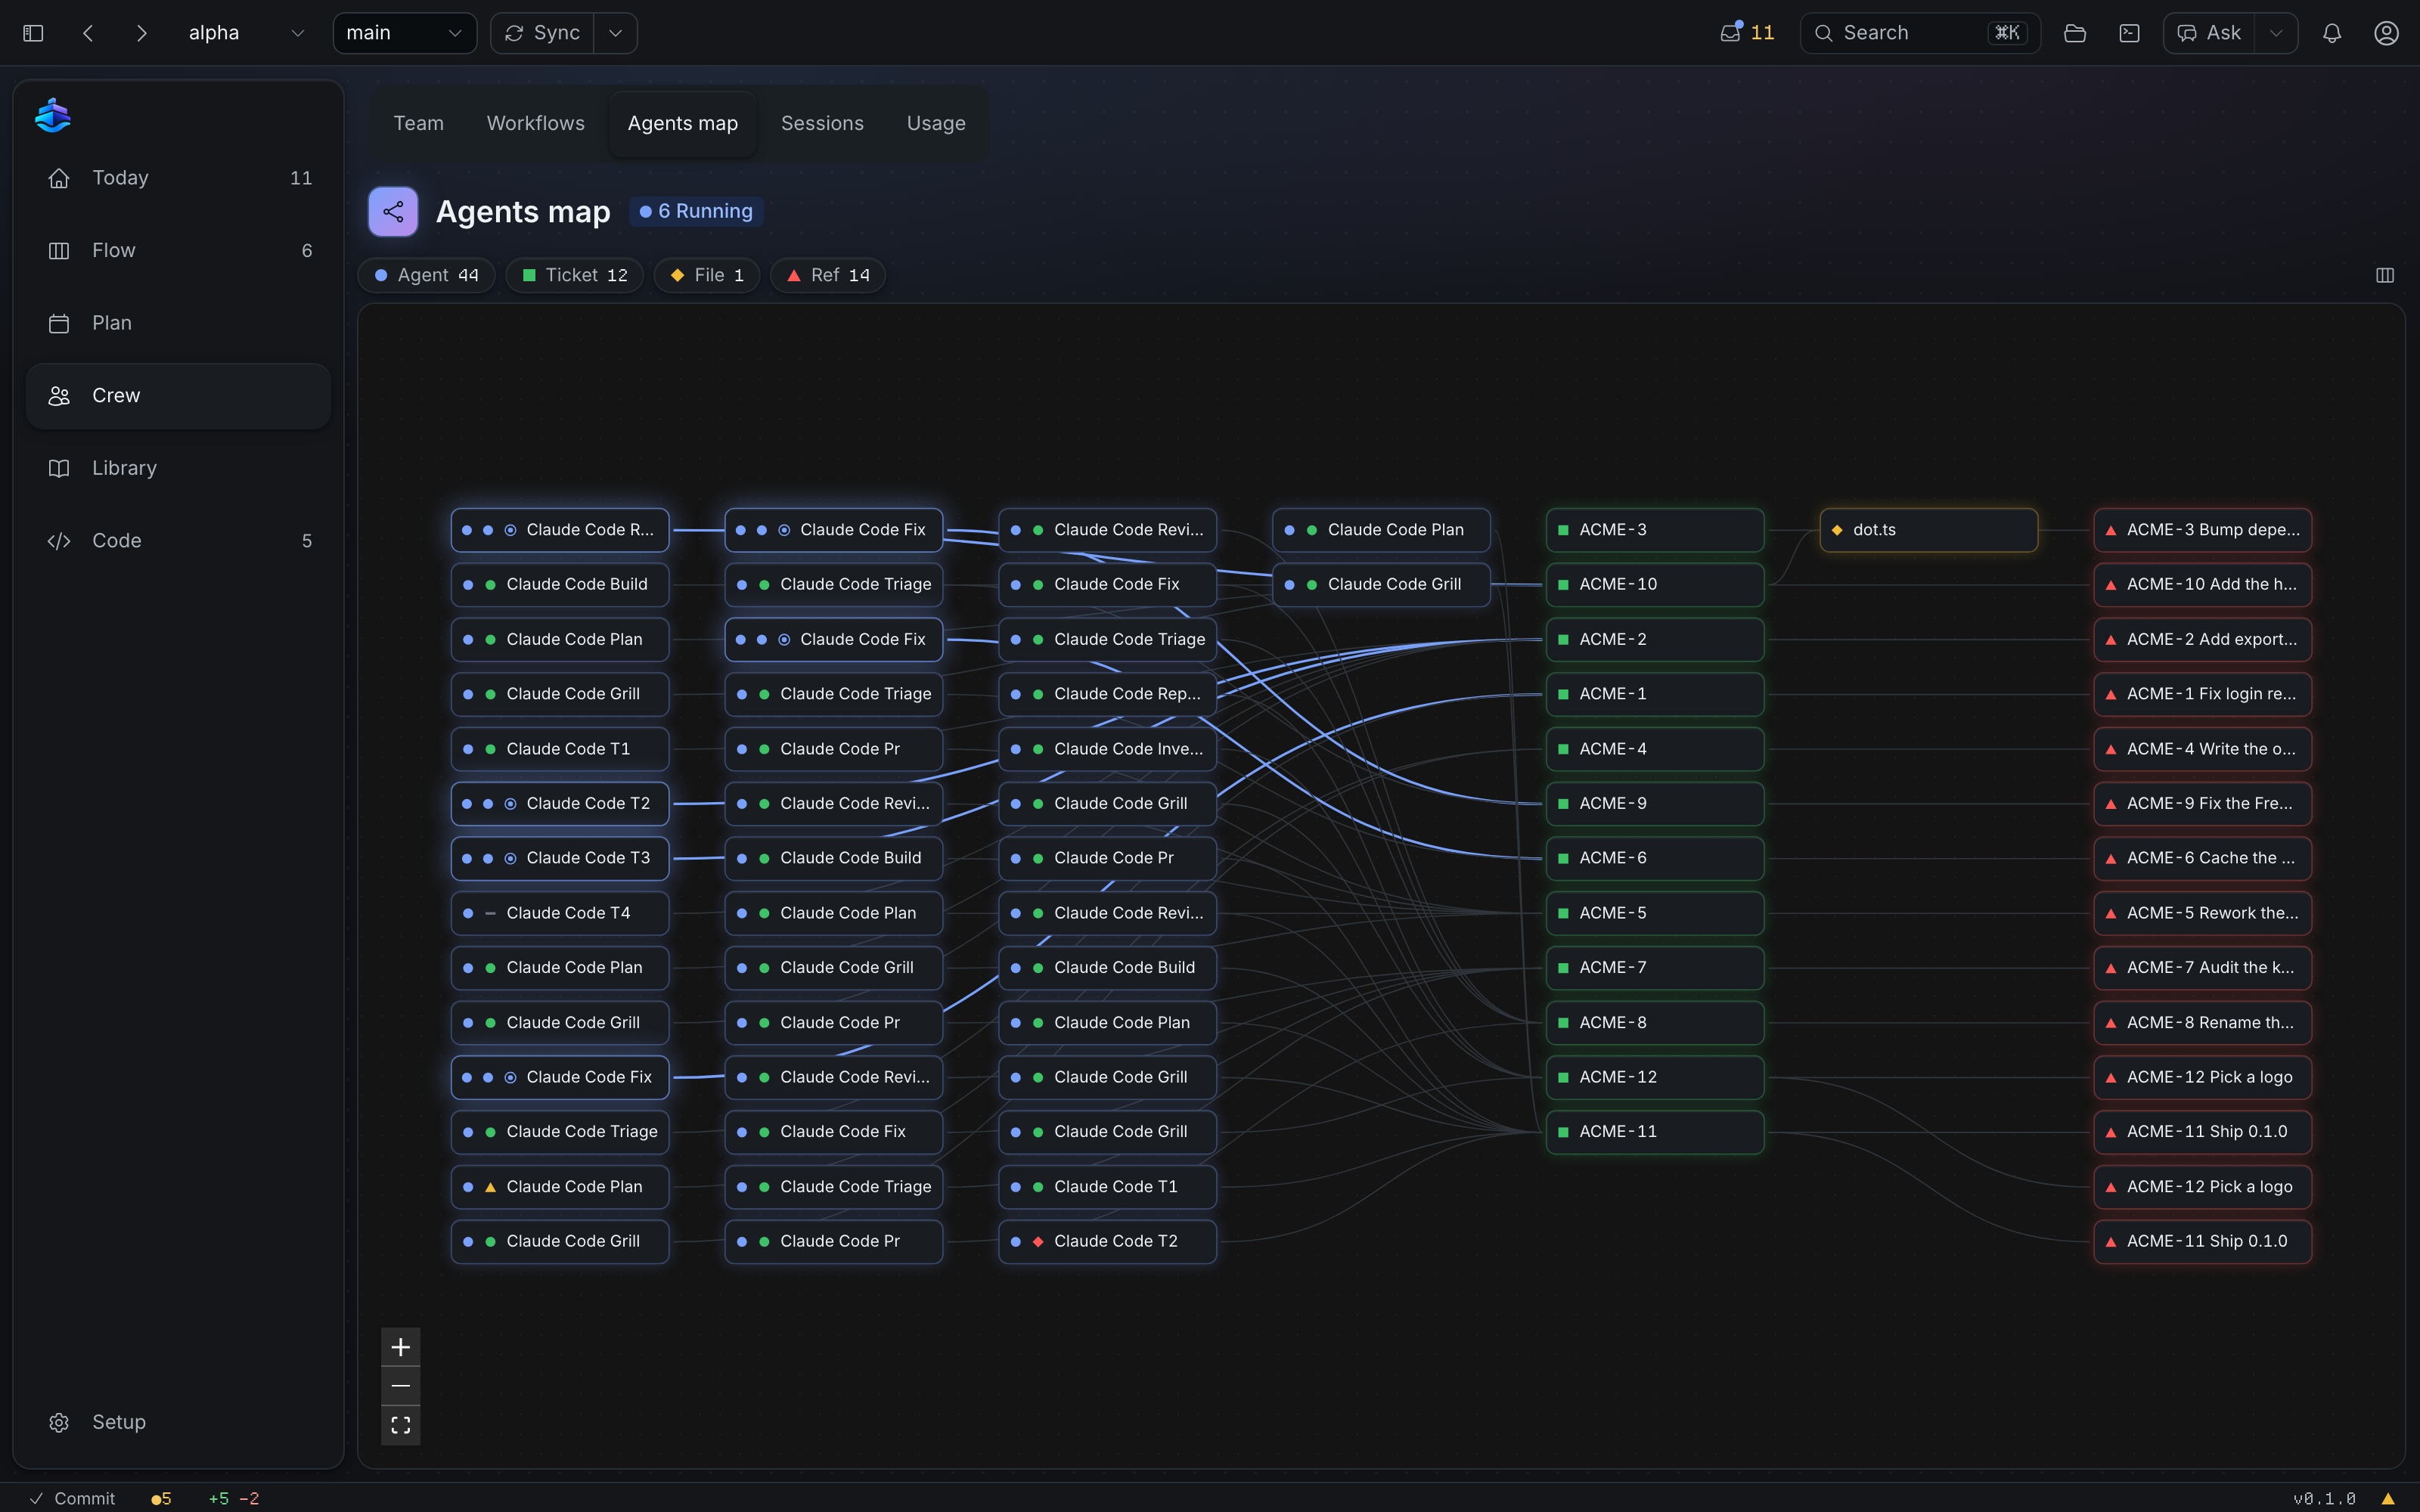 alpha
main
Sync
11
Search ⌘K
Ask
Today 11
Flow 6
Plan
Crew
Library
Code 5
Setup
Team Workflows Agents map Sessions Usage
Agents map 6 Running
Agent 44 Ticket 12 File 1 Ref 14
Claude Code R... Claude Code Fix Claude Code Revi... Claude Code Plan ACME-3 dot.ts ACME-3 Bump depe...
Claude Code Build Claude Code Triage Claude Code Fix Claude Code Grill ACME-10 ACME-10 Add the h...
Claude Code Plan Claude Code Fix Claude Code Triage ACME-2 ACME-2 Add export...
Claude Code Grill Claude Code Triage Claude Code Rep... ACME-1 ACME-1 Fix login re...
Claude Code T1 Claude Code Pr Claude Code Inve... ACME-4 ACME-4 Write the o...
Claude Code T2 Claude Code Revi... Claude Code Grill ACME-9 ACME-9 Fix the Fre...
Claude Code T3 Claude Code Build Claude Code Pr ACME-6 ACME-6 Cache the ...
Claude Code T4 Claude Code Plan Claude Code Revi... ACME-5 ACME-5 Rework the...
Claude Code Plan Claude Code Grill Claude Code Build ACME-7 ACME-7 Audit the k...
Claude Code Grill Claude Code Pr Claude Code Plan ACME-8 ACME-8 Rename th...
Claude Code Fix Claude Code Revi... Claude Code Grill ACME-12 ACME-12 Pick a logo
Claude Code Triage Claude Code Fix Claude Code Grill ACME-11 ACME-11 Ship 0.1.0
Claude Code Plan Claude Code Triage Claude Code T1 ACME-12 Pick a logo
Claude Code Grill Claude Code Pr Claude Code T2 ACME-11 Ship 0.1.0
Commit 5 +5 −2 v0.1.0